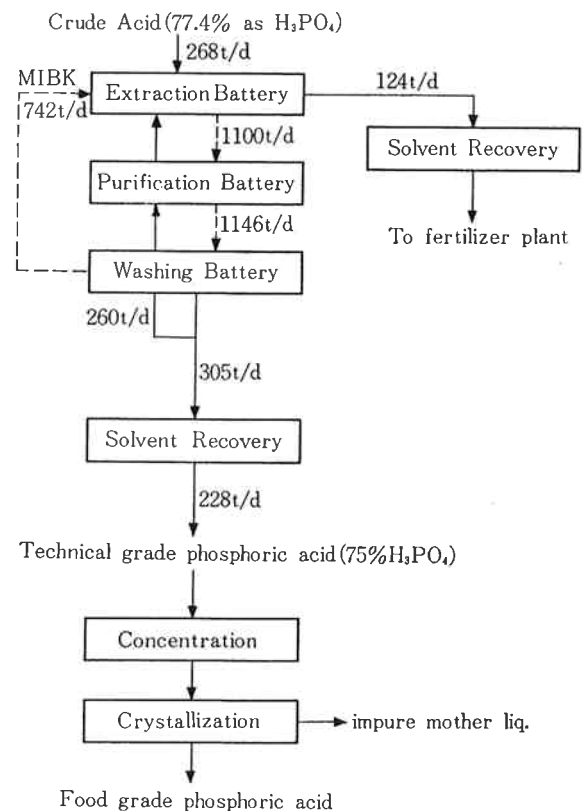 Crude Acid (77.4% as H₃PO₄)
268t/d
MIBK
742t/d
Extraction Battery
124t/d
1100t/d
Solvent Recovery
Purification Battery
1146t/d
To fertilizer plant
Washing Battery
260t/d
305t/d
Solvent Recovery
228t/d
Technical grade phosphoric acid (75% H₃PO₄)
Concentration
Crystallization
impure mother liq.
Food grade phosphoric acid